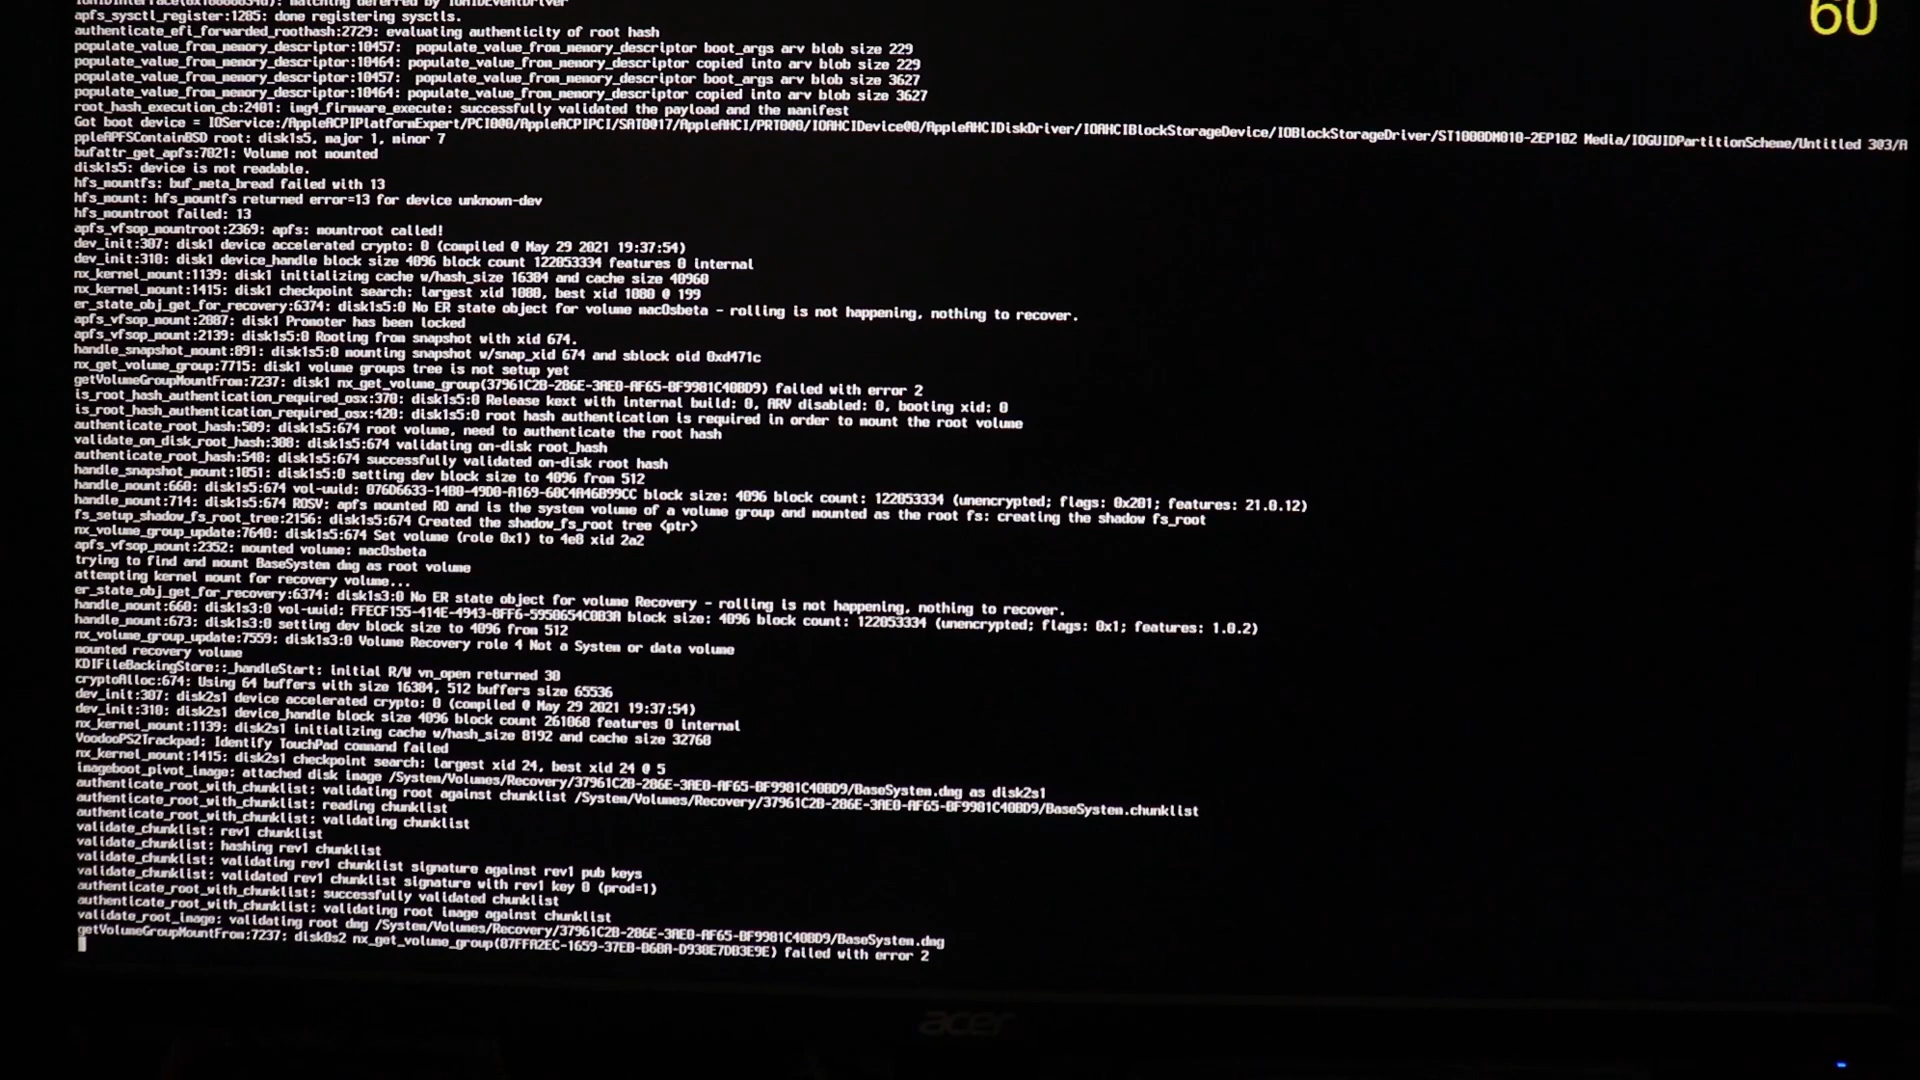 apfs_sysctl_register:1285: done registering sysctls.
60
authenticate_efi_forwarded_roothash:2729: evaluating authenticity of root hash
populate_value_from_memory_descriptor:10457:  populate_value_from_memory_descriptor boot_args arv blob size 229
populate_value_from_memory_descriptor:10464: populate_value_from_memory_descriptor copied into arv blob size 229
populate_value_from_memory_descriptor:10457:  populate_value_from_memory_descriptor boot_args arv blob size 3627
populate_value_from_memory_descriptor:10464: populate_value_from_memory_descriptor copied into arv blob size 3627
root_hash_execution_cb:2401: img4_firmware_execute: successfully validated the payload and the manifest
Got boot device = IOService:/AppleACPIPlatformExpert/PCI0@0/AppleACPIPCI/SAT0@17/AppleAHCI/PRT0@0/IOAHCIDevice@0/AppleAHCIDiskDriver/IOAHCIBlockStorageDevice/IOBlockStorageDriver/ST1000DM010-2EP102 Media/IOGUIDPartitionScheme/Untitled 303/A
ppleAPFSContainBSD root: disk1s5, major 1, minor 7
bufattr_get_apfs:7021: Volume not mounted
disk1s5: device is not readable.
hfs_mountfs: buf_meta_bread failed with 13
hfs_mount: hfs_mountfs returned error=13 for device unknown-dev
hfs_mountroot failed: 13
apfs_vfsop_mountroot:2369: apfs: mountroot called!
dev_init:307: disk1 device accelerated crypto: 0 (compiled @ May 29 2021 19:37:54)
dev_init:310: disk1 device_handle block size 4096 block count 122053334 features 0 internal
nx_kernel_mount:1139: disk1 initializing cache w/hash_size 16384 and cache size 40960
nx_kernel_mount:1415: disk1 checkpoint search: largest xid 1080, best xid 1080 @ 199
er_state_obj_get_for_recovery:6374: disk1s5:0 No ER state object for volume macOsbeta - rolling is not happening, nothing to recover.
apfs_vfsop_mount:2087: disk1 Promoter has been locked
apfs_vfsop_mount:2139: disk1s5:0 Rooting from snapshot with xid 674.
handle_snapshot_mount:891: disk1s5:0 mounting snapshot w/snap_xid 674 and sblock oid 0xd471c
nx_get_volume_group:7715: disk1 volume groups tree is not setup yet
getVolumeGroupMountFrom:7237: disk1 nx_get_volume_group(37961C2B-286E-3AE0-AF65-BF9981C40BD9) failed with error 2
is_root_hash_authentication_required_osx:370: disk1s5:0 Release kext with internal build: 0, ARV disabled: 0, booting xid: 0
is_root_hash_authentication_required_osx:420: disk1s5:0 root hash authentication is required in order to mount the root volume
authenticate_root_hash:509: disk1s5:674 root volume, need to authenticate the root hash
validate_on_disk_root_hash:308: disk1s5:674 validating on-disk root_hash
authenticate_root_hash:548: disk1s5:674 successfully validated on-disk root hash
handle_snapshot_mount:1051: disk1s5:0 setting dev block size to 4096 from 512
handle_mount:660: disk1s5:674 vol-uuid: 076D6633-14B0-49D0-A169-60C4A46B99CC block size: 4096 block count: 122053334 (unencrypted; flags: 0x201; features: 21.0.12)
handle_mount:714: disk1s5:674 ROSV: apfs mounted RO and is the system volume of a volume group and mounted as the root fs: creating the shadow fs_root
fs_setup_shadow_fs_root_tree:2156: disk1s5:674 Created the shadow_fs_root tree <ptr>
nx_volume_group_update:7640: disk1s5:674 Set volume (role 0x1) to 4e8 xid 2a2
apfs_vfsop_mount:2352: mounted volume: macOsbeta
trying to find and mount BaseSystem dmg as root volume
attempting kernel mount for recovery volume...
er_state_obj_get_for_recovery:6374: disk1s3:0 No ER state object for volume Recovery - rolling is not happening, nothing to recover.
handle_mount:660: disk1s3:0 vol-uuid: FFECF155-414E-4943-8FF6-5950654C0B3A block size: 4096 block count: 122053334 (unencrypted; flags: 0x1; features: 1.0.2)
handle_mount:673: disk1s3:0 setting dev block size to 4096 from 512
nx_volume_group_update:7559: disk1s3:0 Volume Recovery role 4 Not a System or data volume
mounted recovery volume
KDIFileBackingStore::_handleStart: initial R/W vn_open returned 30
cryptoAlloc:674: Using 64 buffers with size 16384, 512 buffers size 65536
dev_init:307: disk2s1 device accelerated crypto: 0 (compiled @ May 29 2021 19:37:54)
dev_init:310: disk2s1 device_handle block size 4096 block count 261068 features 0 internal
nx_kernel_mount:1139: disk2s1 initializing cache w/hash_size 8192 and cache size 32768
VoodooPS2Trackpad: Identify TouchPad command failed
nx_kernel_mount:1415: disk2s1 checkpoint search: largest xid 24, best xid 24 @ 5
imageboot_pivot_image: attached disk image /System/Volumes/Recovery/37961C2B-286E-3AE0-AF65-BF9981C40BD9/BaseSystem.dmg as disk2s1
authenticate_root_with_chunklist: validating root against chunklist /System/Volumes/Recovery/37961C2B-286E-3AE0-AF65-BF9981C40BD9/BaseSystem.chunklist
authenticate_root_with_chunklist: reading chunklist
authenticate_root_with_chunklist: validating chunklist
validate_chunklist: rev1 chunklist
validate_chunklist: hashing rev1 chunklist
validate_chunklist: validating rev1 chunklist signature against rev1 pub keys
validate_chunklist: validated rev1 chunklist signature with rev1 key 0 (prod=1)
authenticate_root_with_chunklist: successfully validated chunklist
authenticate_root_with_chunklist: validating root image against chunklist
validate_root_image: validating root dmg /System/Volumes/Recovery/37961C2B-286E-3AE0-AF65-BF9981C40BD9/BaseSystem.dmg
getVolumeGroupMountFrom:7237: disk0s2 nx_get_volume_group(87FFA2EC-1659-37EB-B6BA-D938E7DB3E9E) failed with error 2
acer